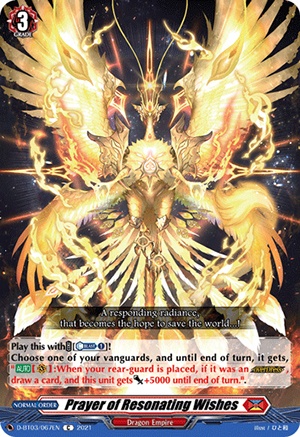 3
GRADE
A responding radiance,
that becomes the hope to save the world...!
Play this with [COUNTER BLAST 1]!
Choose one of your vanguards, and until end of turn, it gets,
"AUTO: When your rear-guard is placed, if it was an overDress,
draw a card, and this unit gets +5000 until end of turn.".
NORMAL ORDER
Prayer of Resonating Wishes
D-BT03/067EN C 2021
Dragon Empire